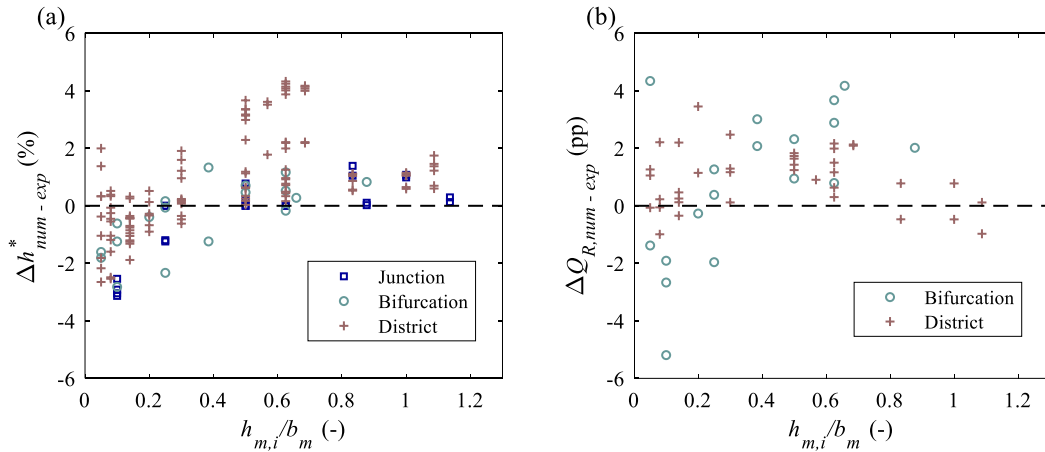 (a)
6
4
2
0
-2
-4
-6
Δh*num - exp (%)
Junction
Bifurcation
District
0 0.2 0.4 0.6 0.8 1 1.2
hm,i/bm (-)
(b)
6
4
2
0
-2
-4
-6
ΔQR,num - exp (pp)
Bifurcation
District
0 0.2 0.4 0.6 0.8 1 1.2
hm,i/bm (-)